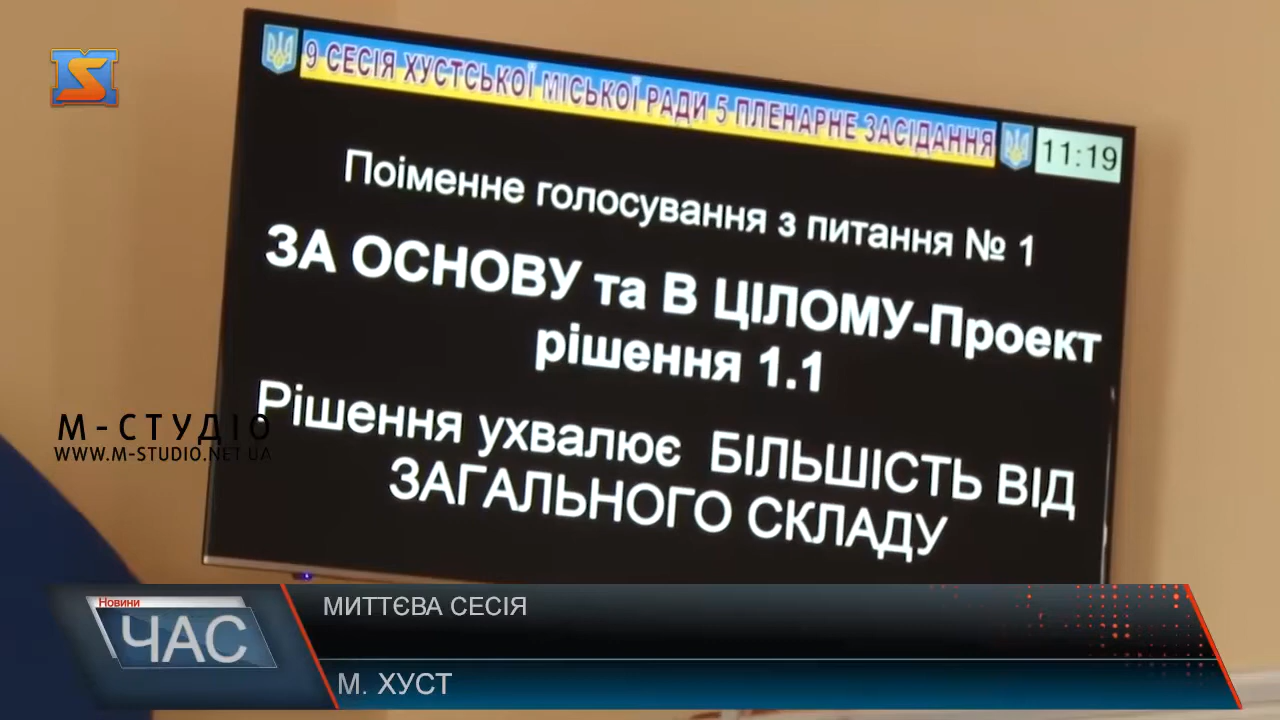 9 СЕСІЯ ХУСТСЬКОЇ МІСЬКОЇ РАДИ 5 ПЛЕНАРНЕ ЗАСІДАННЯ
11:19
Поіменне голосування з питання № 1
ЗА ОСНОВУ та В ЦІЛОМУ-Проект
рішення 1.1
Рішення ухвалює БІЛЬШІСТЬ ВІД
ЗАГАЛЬНОГО СКЛАДУ
М-СТУДІО
WWW.M-STUDIO.NET.UA
Новини
ЧАС
МИТТЄВА СЕСІЯ
М. ХУСТ